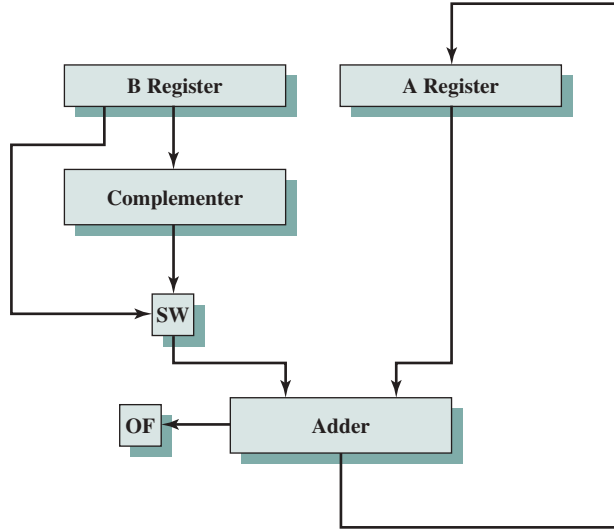 B Register
A Register
Complementer
SW
OF
Adder